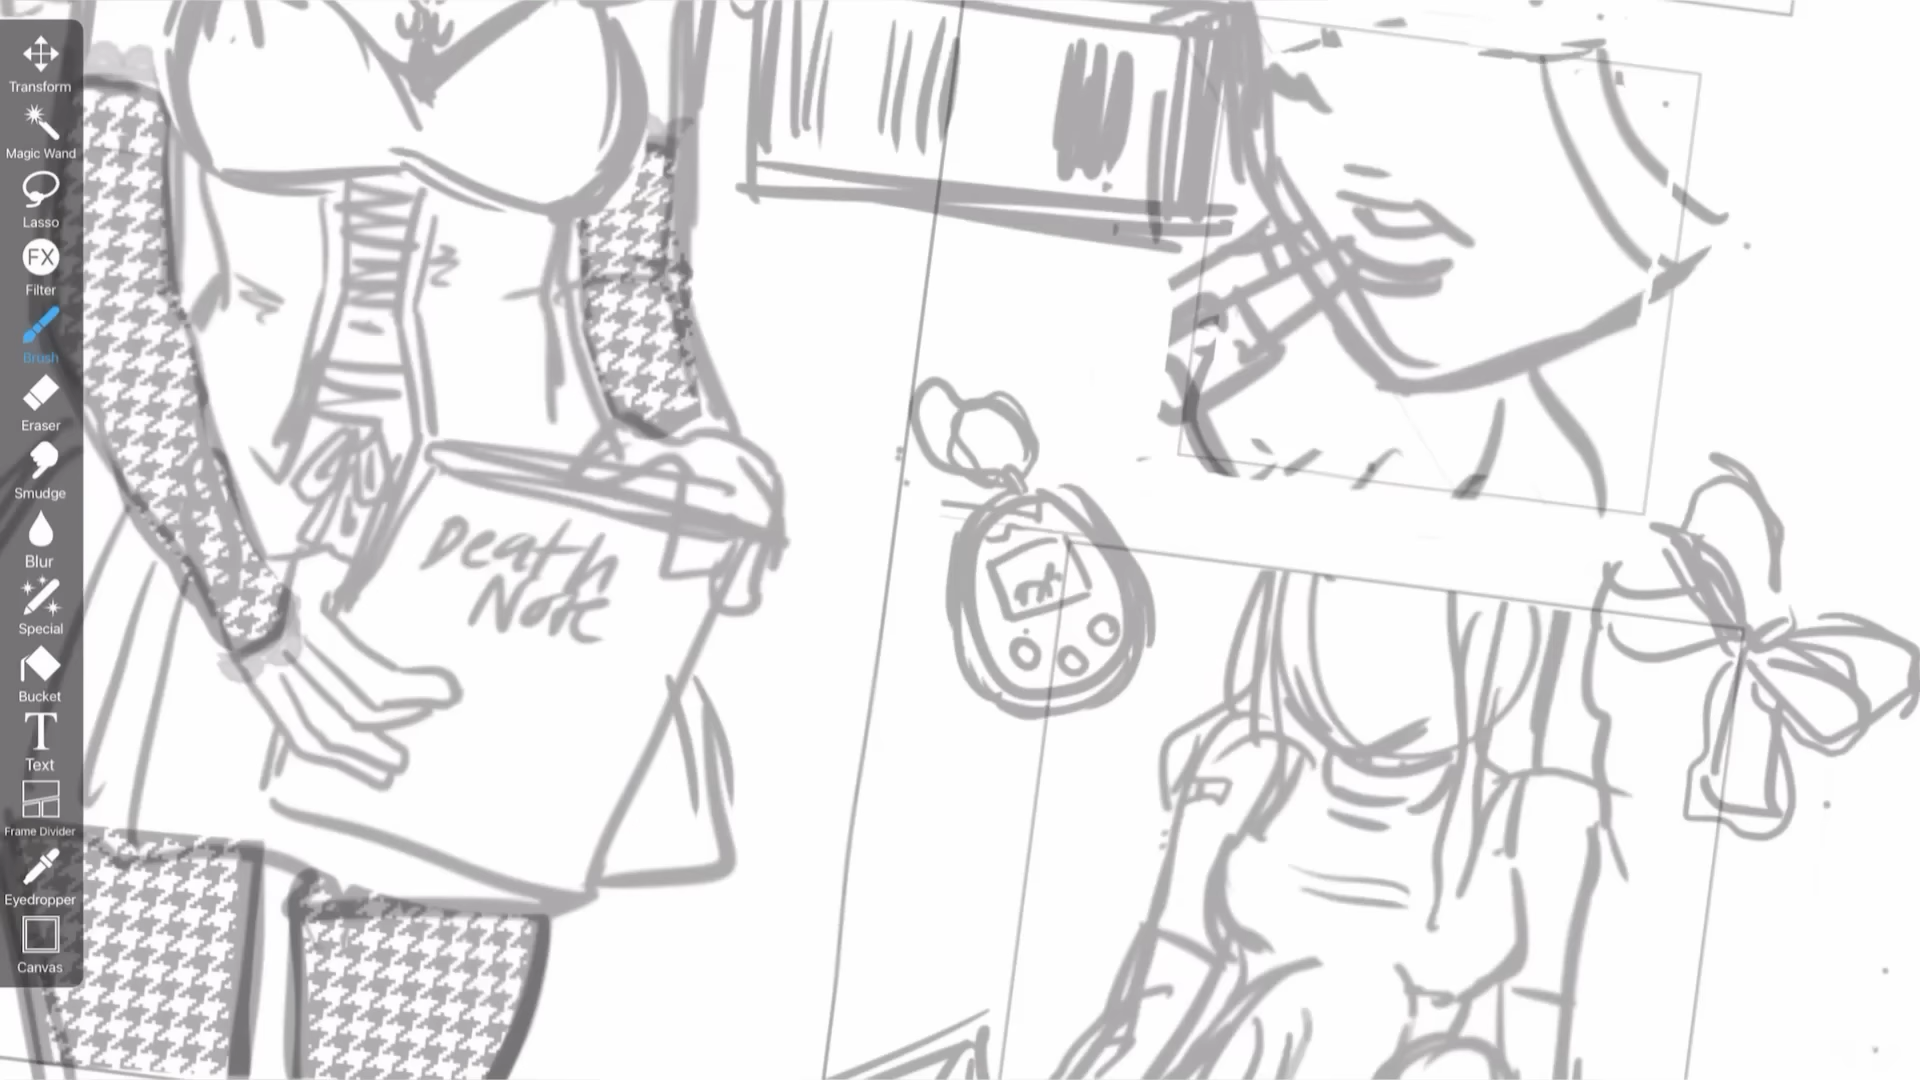 Transform
Magic Wand
Lasso
FX
Filter
Brush
Eraser
Smudge
Blur
Special
Bucket
T
Text
Frame Divider
Eyedropper
Canvas
Death
Note